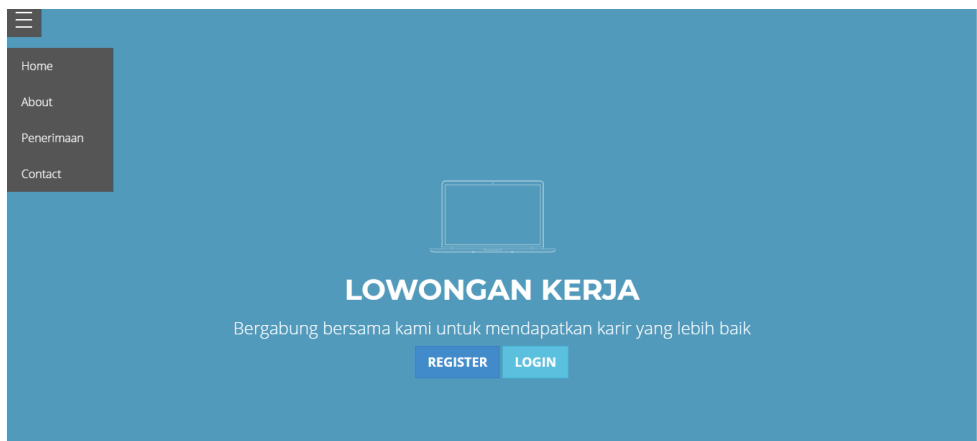 Home
About
Penerimaan
Contact
LOWONGAN KERJA
Bergabung bersama kami untuk mendapatkan karir yang lebih baik
REGISTER LOGIN